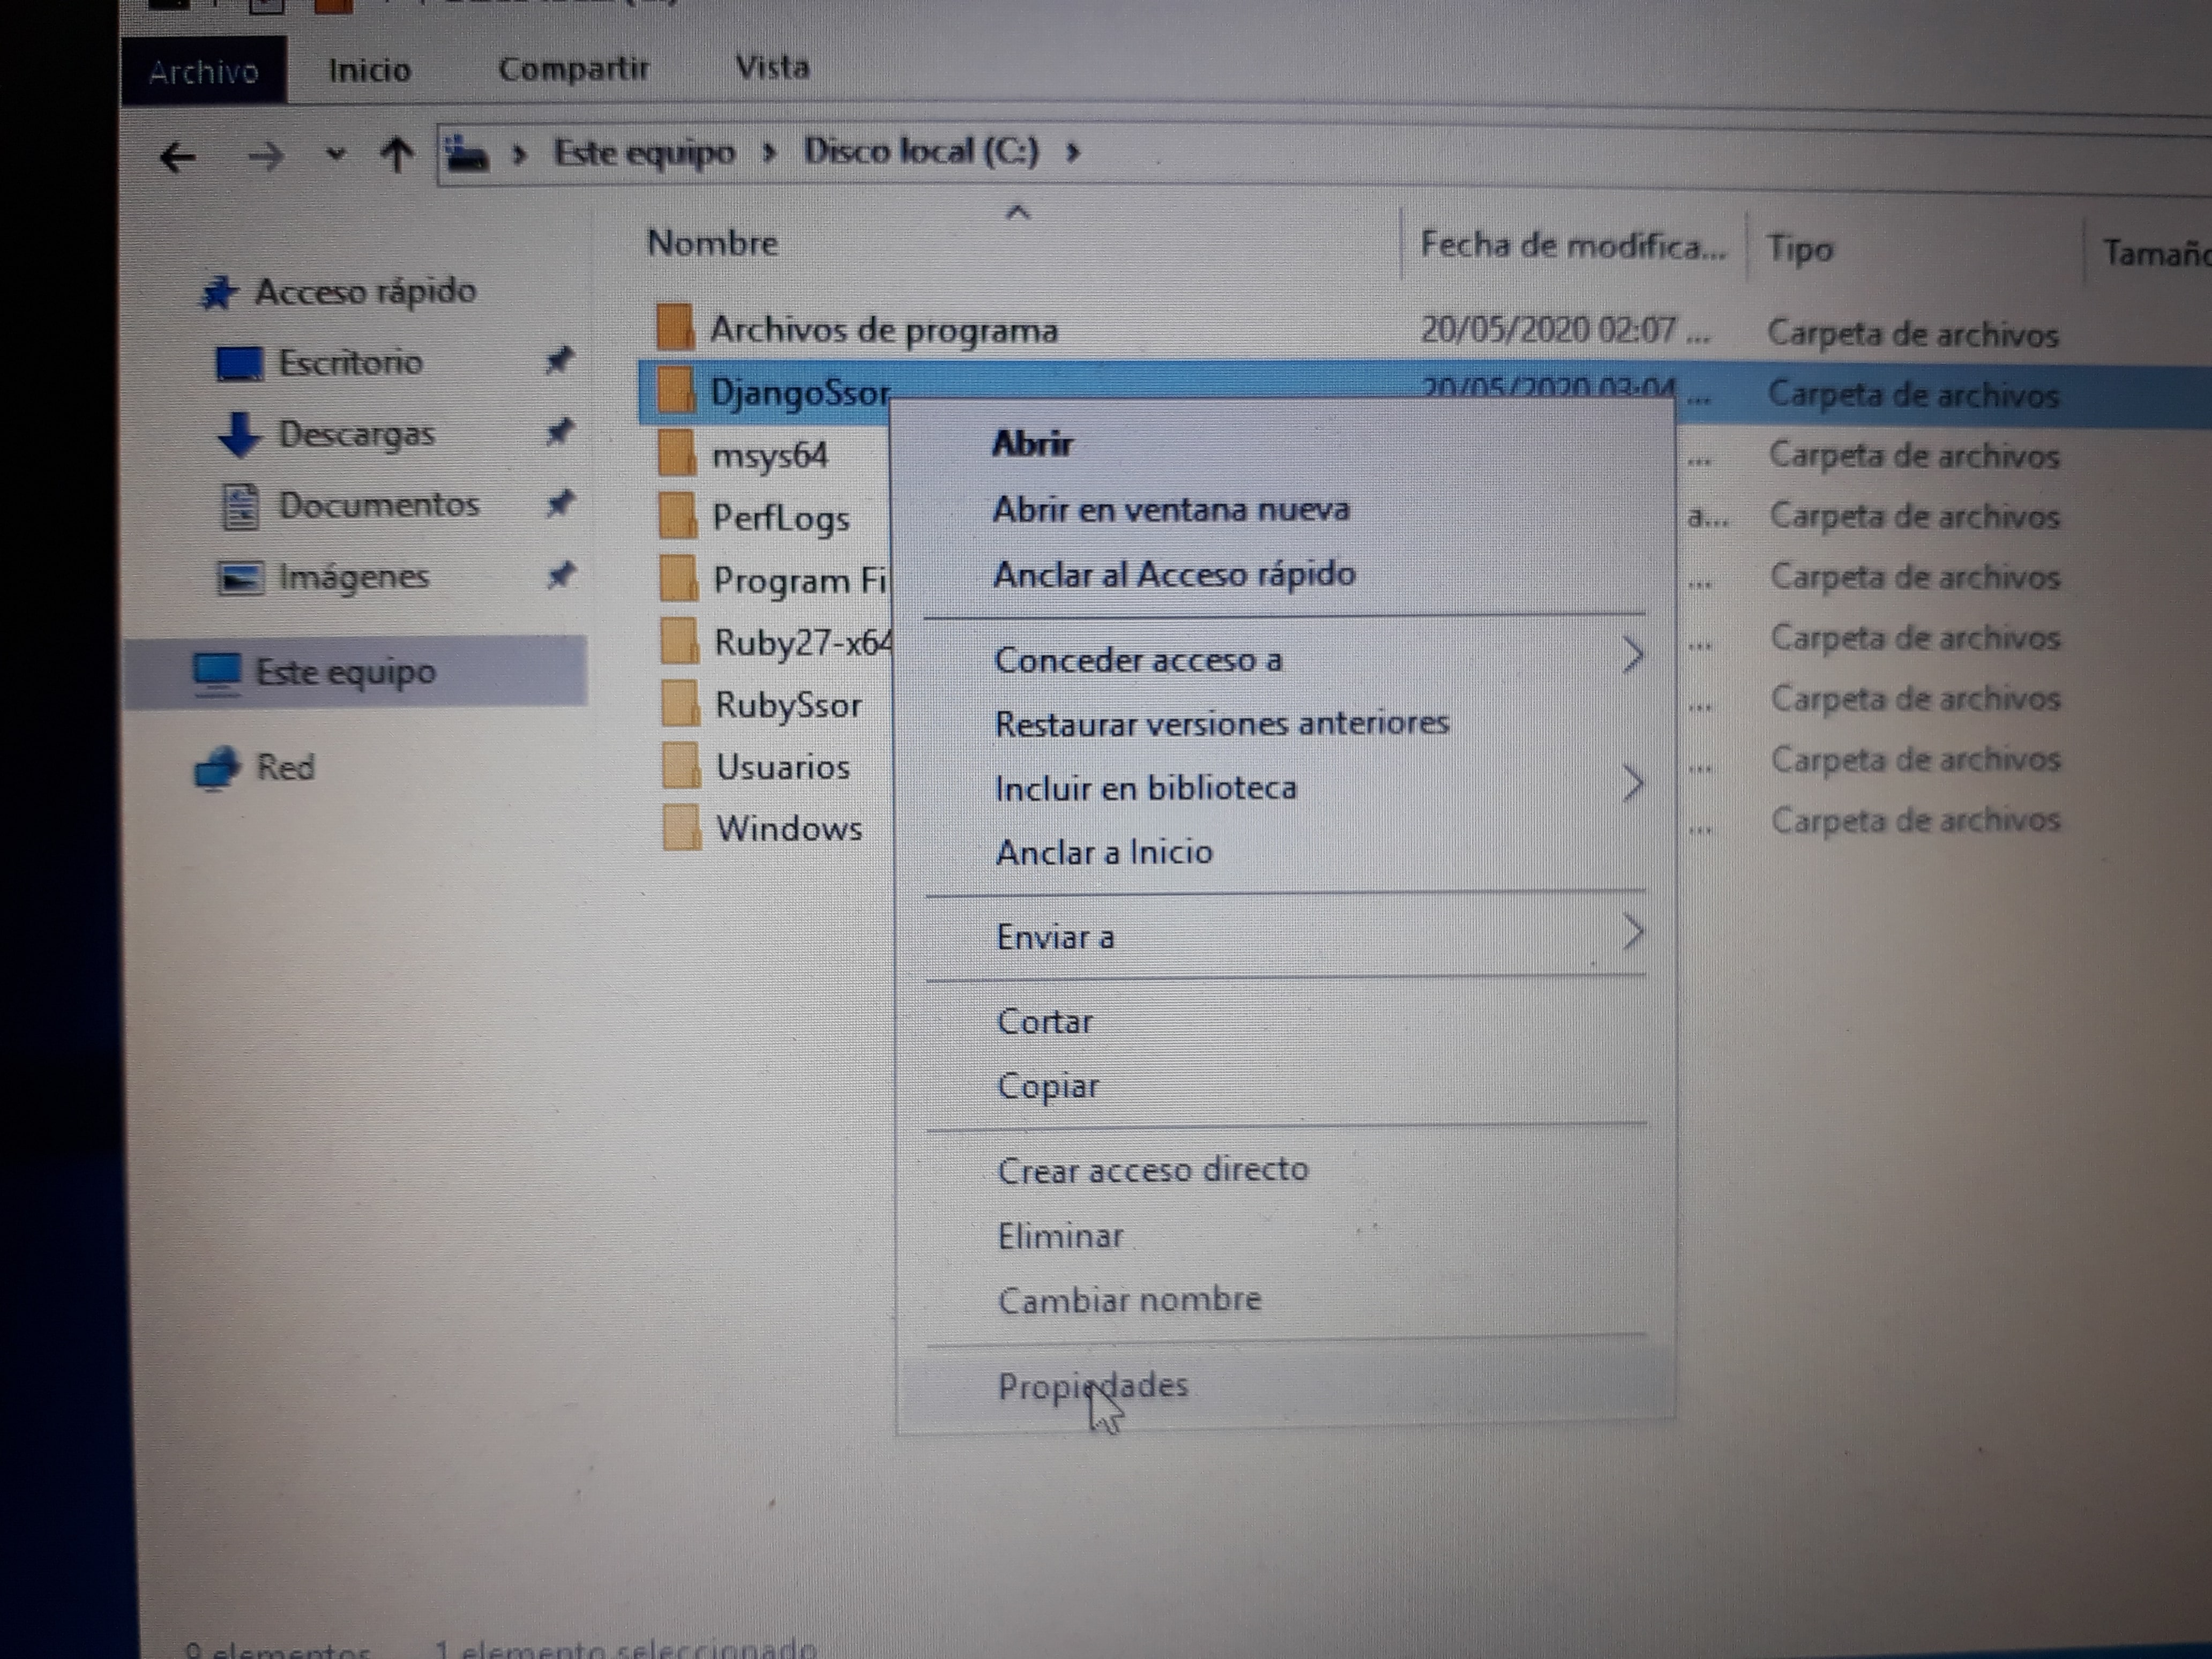 Archivo Inicio Compartir Vista
Este equipo Disco local (C:)
Nombre Fecha de modifica... Tipo Tamaño
Acceso rápido
Escritorio
Descargas
Documentos
Imágenes
Este equipo
Red
Archivos de programa 20/05/2020 02:07 ... Carpeta de archivos
DjangoSsor 20/05/2020 03:04 ... Carpeta de archivos
msys64 ... Carpeta de archivos
PerfLogs a... Carpeta de archivos
Program Fi ... Carpeta de archivos
Ruby27-x64 ... Carpeta de archivos
RubySsor ... Carpeta de archivos
Usuarios ... Carpeta de archivos
Windows ... Carpeta de archivos
Abrir
Abrir en ventana nueva
Anclar al Acceso rápido
Conceder acceso a
Restaurar versiones anteriores
Incluir en biblioteca
Anclar a Inicio
Enviar a
Cortar
Copiar
Crear acceso directo
Eliminar
Cambiar nombre
Propiedades
9 elementos 1 elemento seleccionado